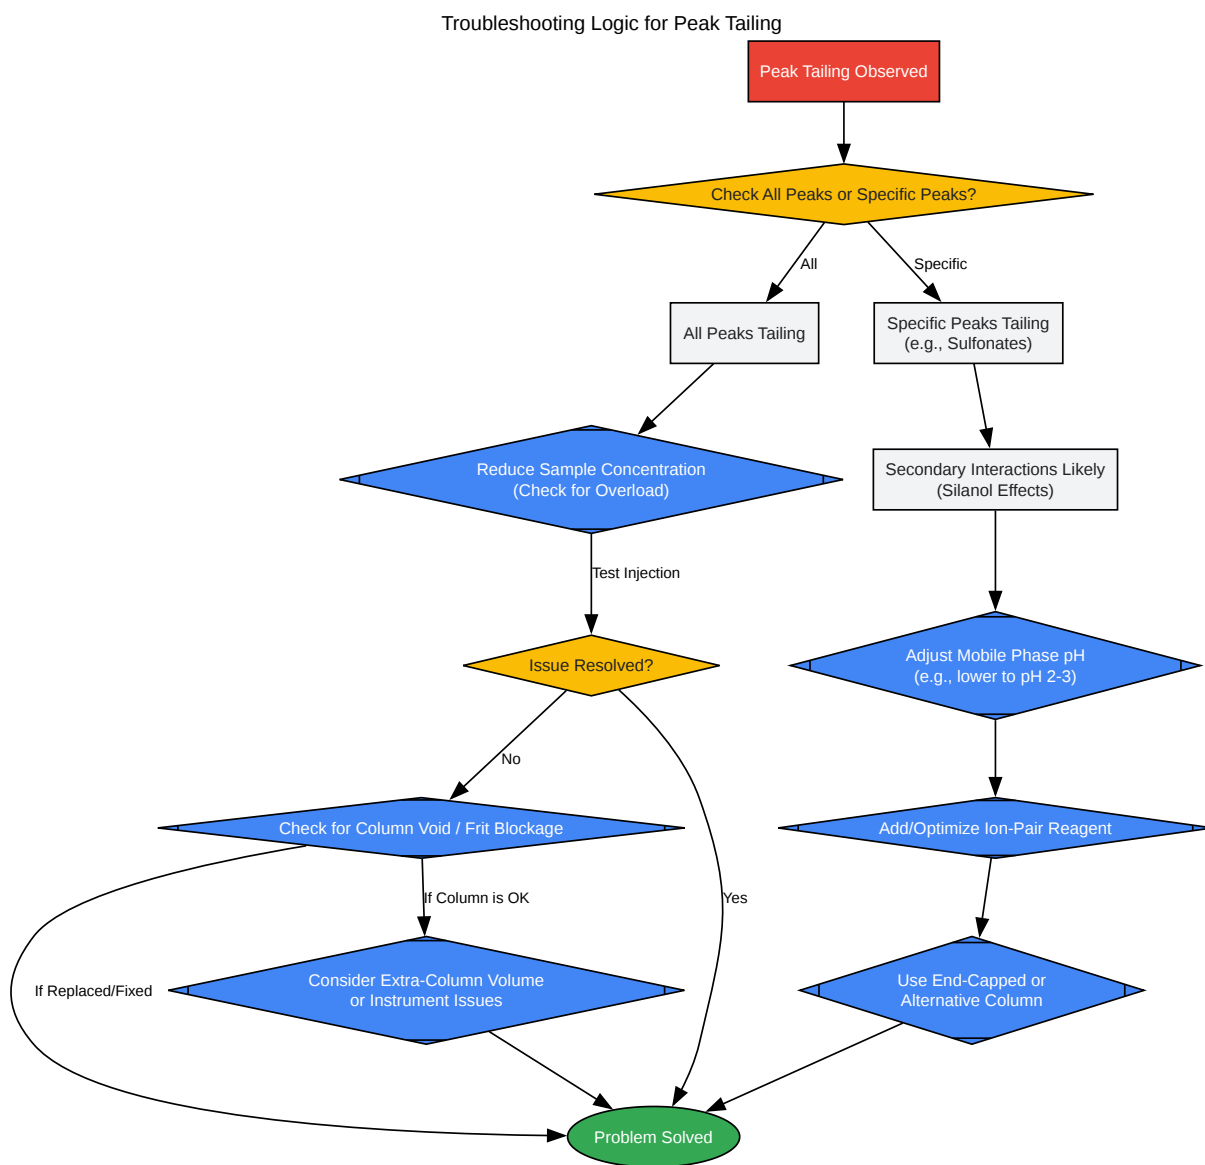 Troubleshooting Logic for Peak Tailing
Peak Tailing Observed
Check All Peaks or Specific Peaks?
All
Specific
All Peaks Tailing
Specific Peaks Tailing
(e.g., Sulfonates)
Reduce Sample Concentration
(Check for Overload)
Secondary Interactions Likely
(Silanol Effects)
Test Injection
Issue Resolved?
Adjust Mobile Phase pH
(e.g., lower to pH 2-3)
No
Check for Column Void / Frit Blockage
Add/Optimize Ion-Pair Reagent
If Column is OK
Yes
If Replaced/Fixed
Consider Extra-Column Volume
or Instrument Issues
Use End-Capped or
Alternative Column
Problem Solved